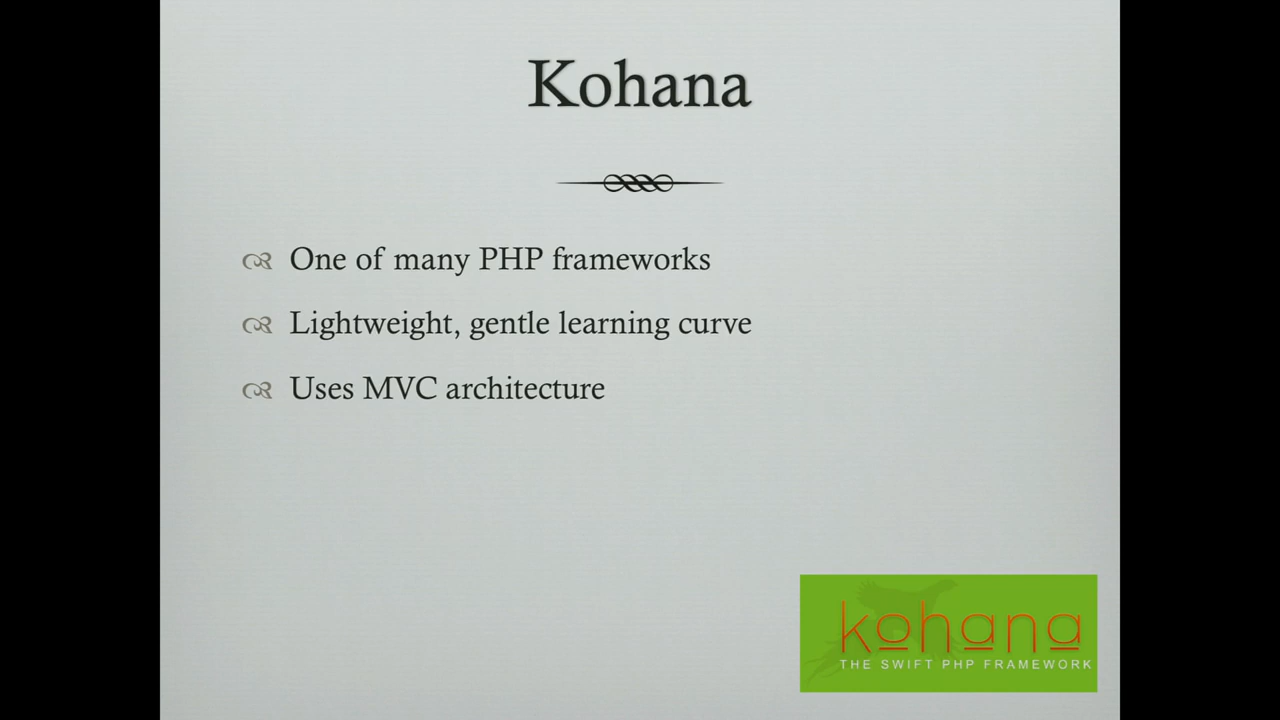 Kohana
One of many PHP frameworks
Lightweight, gentle learning curve
Uses MVC architecture
kohana
THE SWIFT PHP FRAMEWORK